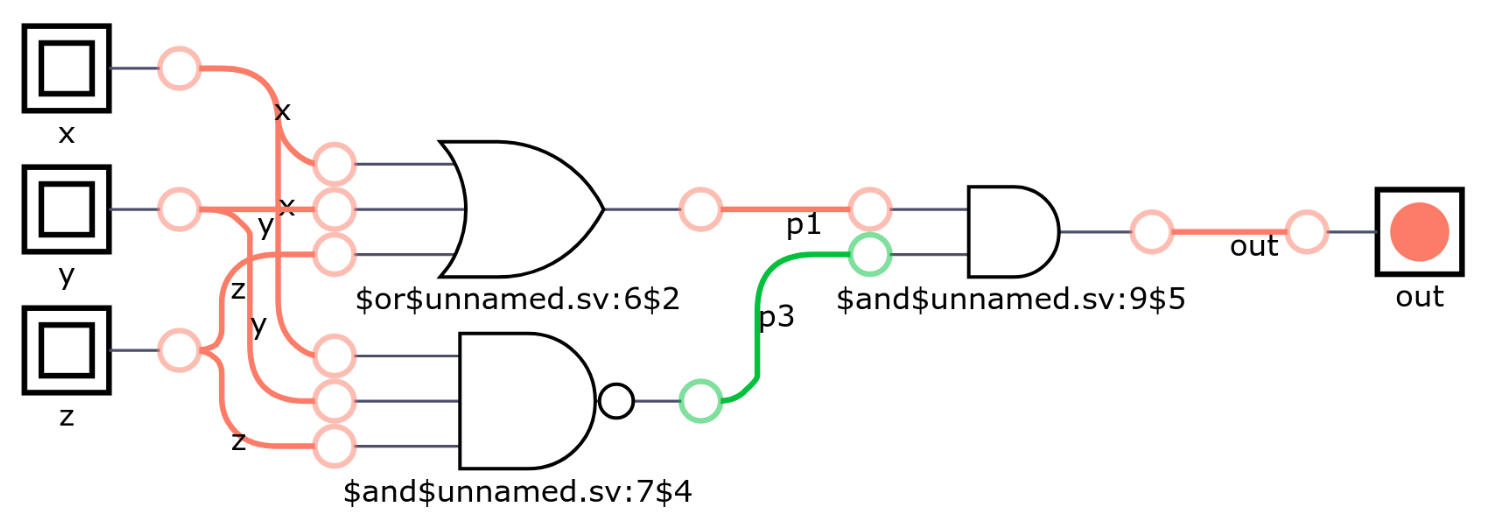 x
x
y
x
y
p1
z
y
p3
z
z
$or$unnamed.sv:6$2
$and$unnamed.sv:9$5
out
out
$and$unnamed.sv:7$4